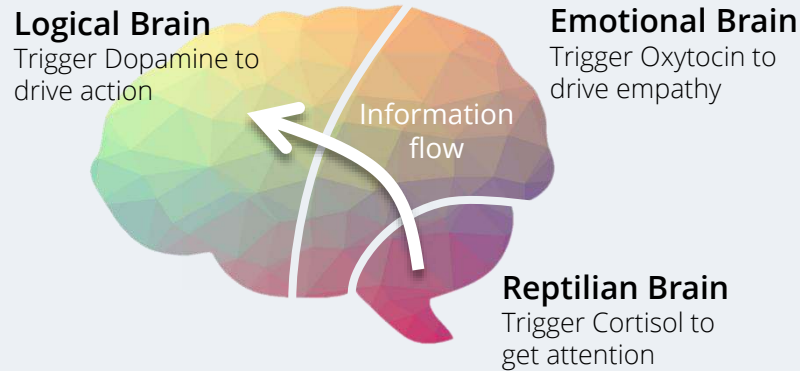 Logical Brain
Trigger Dopamine to
drive action
Emotional Brain
Trigger Oxytocin to
drive empathy
Information
flow
Reptilian Brain
Trigger Cortisol to
get attention